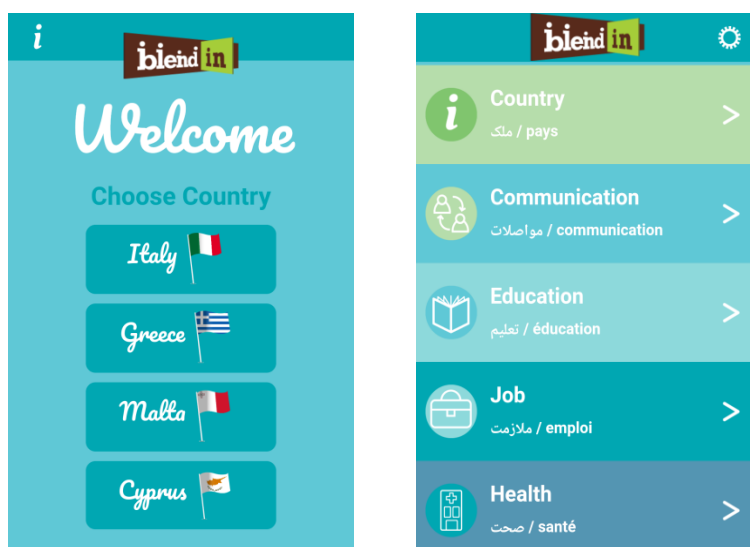 i
blend in
Welcome
Choose Country
Italy
Greece
Malta
Cyprus
blend in
i
Country
ملک / pays
Communication
مواصلات / communication
Education
تعلیم / éducation
Job
ملازمت / emploi
Health
صحت / santé